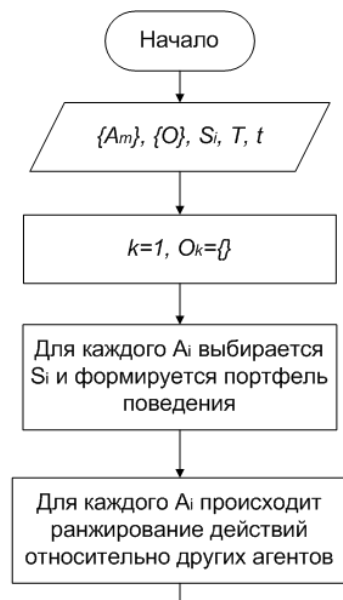 Начало
{Am}, {O}, Si, T, t
k=1, Ok={}
Для каждого Ai выбирается
Si и формируется портфель
поведения
Для каждого Ai происходит
ранжирование действий
относительно других агентов